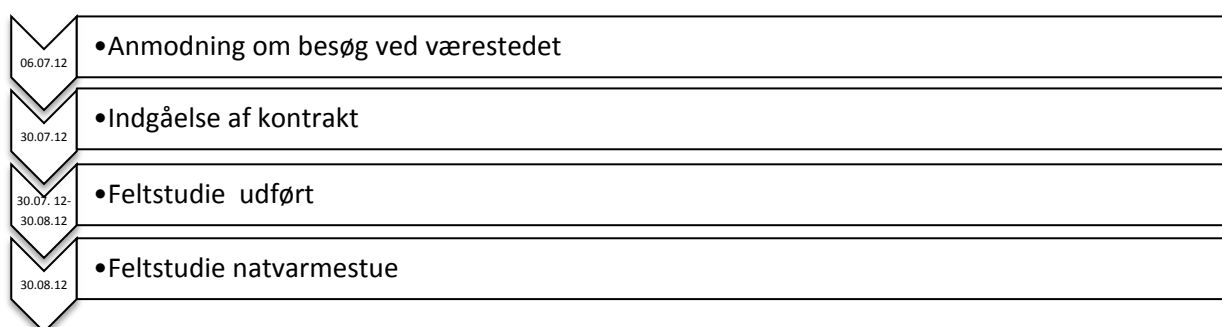 06.07.12
•Anmodning om besøg ved værestedet
30.07.12
•Indgåelse af kontrakt
30.07. 12-
30.08.12
•Feltstudie udført
30.08.12
•Feltstudie natvarmestue